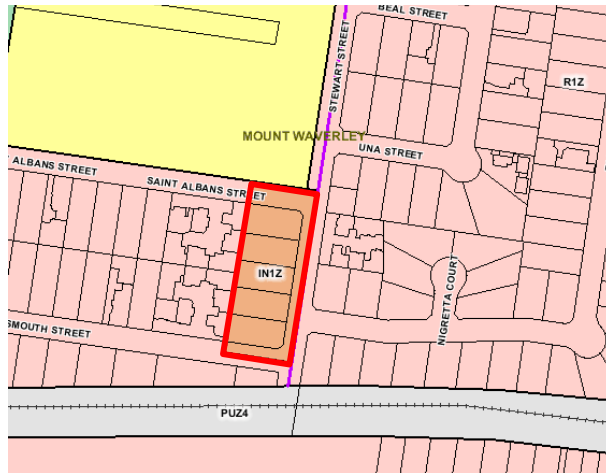 BEAL STREET
STEWART STREET
R1Z
MOUNT WAVERLEY
UNA STREET
ALBANS STREET
SAINT ALBANS STREET
IN1Z
NIGRETTA COURT
SMOUTH STREET
PUZ4